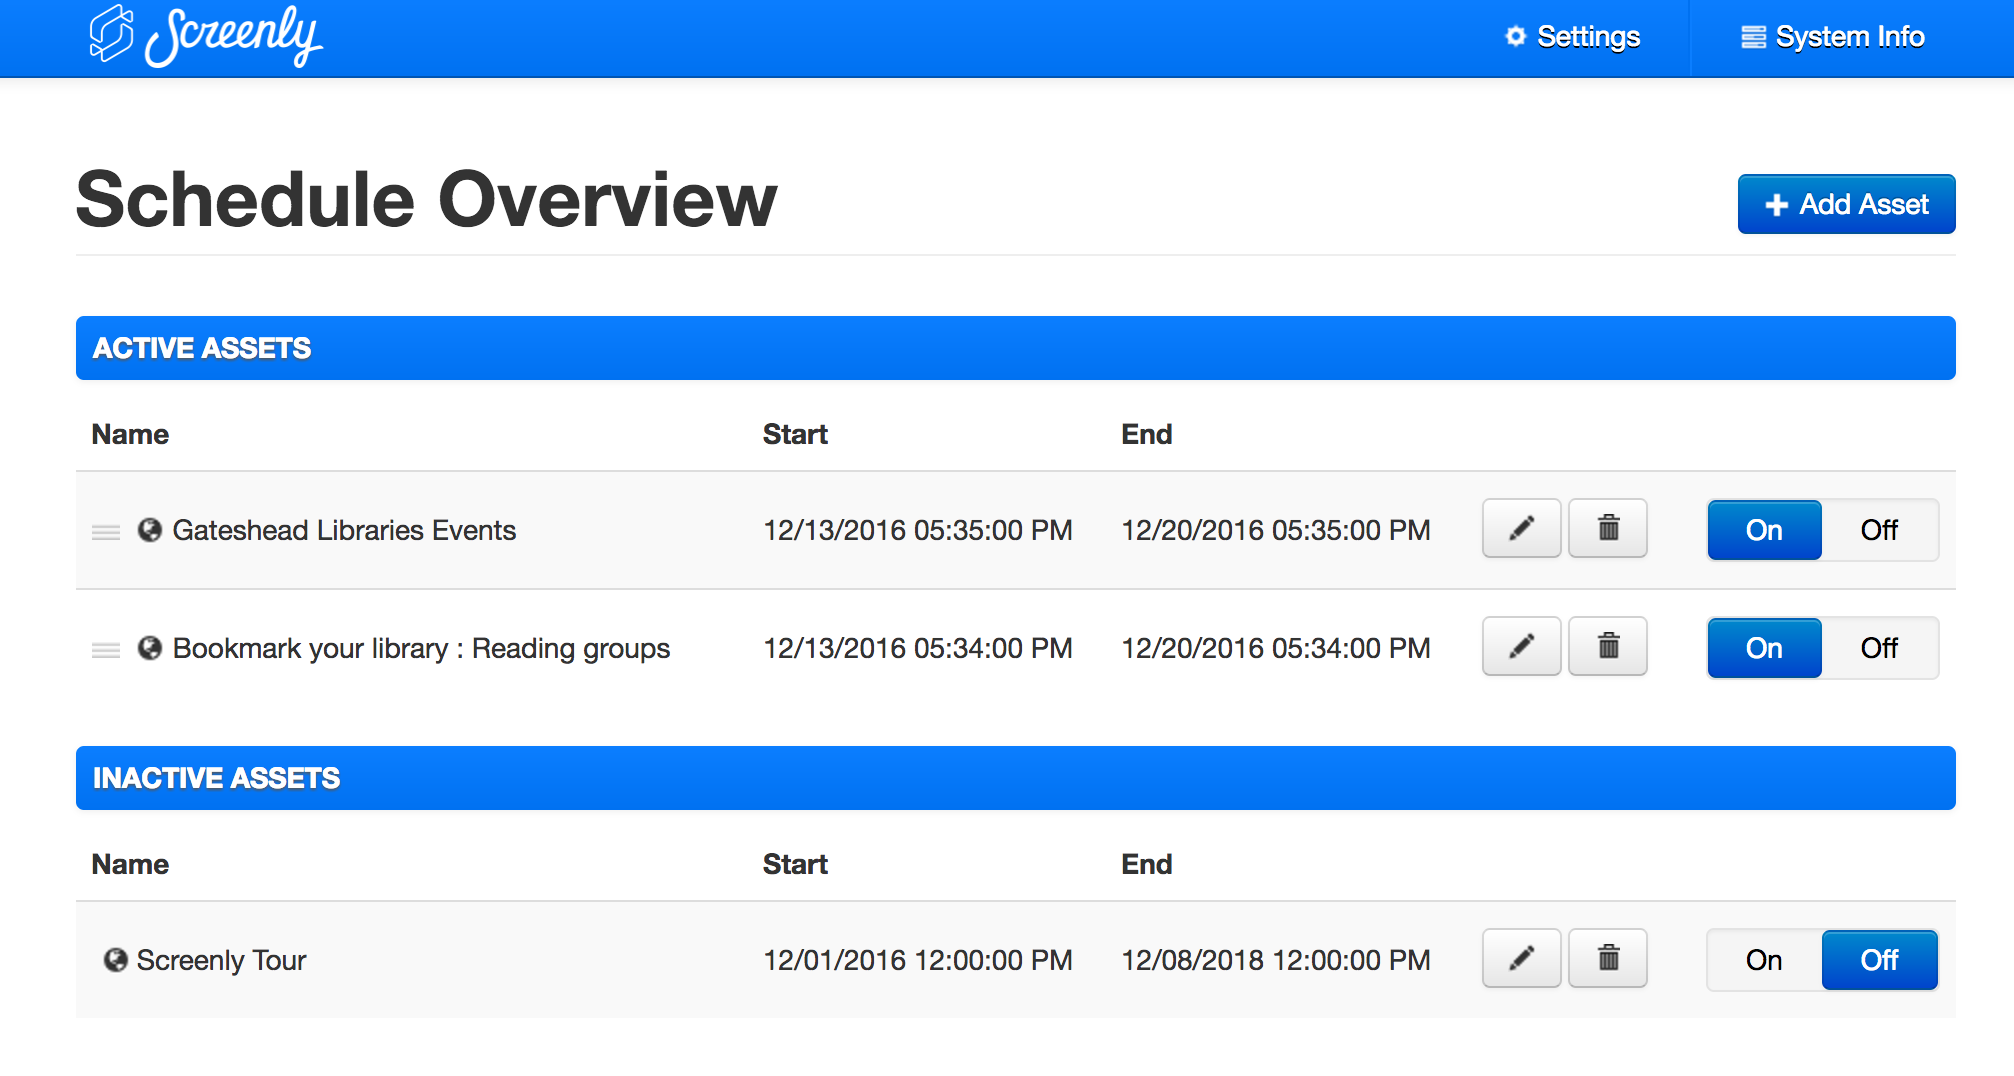 Screenly
Settings
System Info
Schedule Overview
Add Asset
ACTIVE ASSETS
Name Start End
Gateshead Libraries Events 12/13/2016 05:35:00 PM 12/20/2016 05:35:00 PM On Off
Bookmark your library : Reading groups 12/13/2016 05:34:00 PM 12/20/2016 05:34:00 PM On Off
INACTIVE ASSETS
Name Start End
Screenly Tour 12/01/2016 12:00:00 PM 12/08/2018 12:00:00 PM On Off